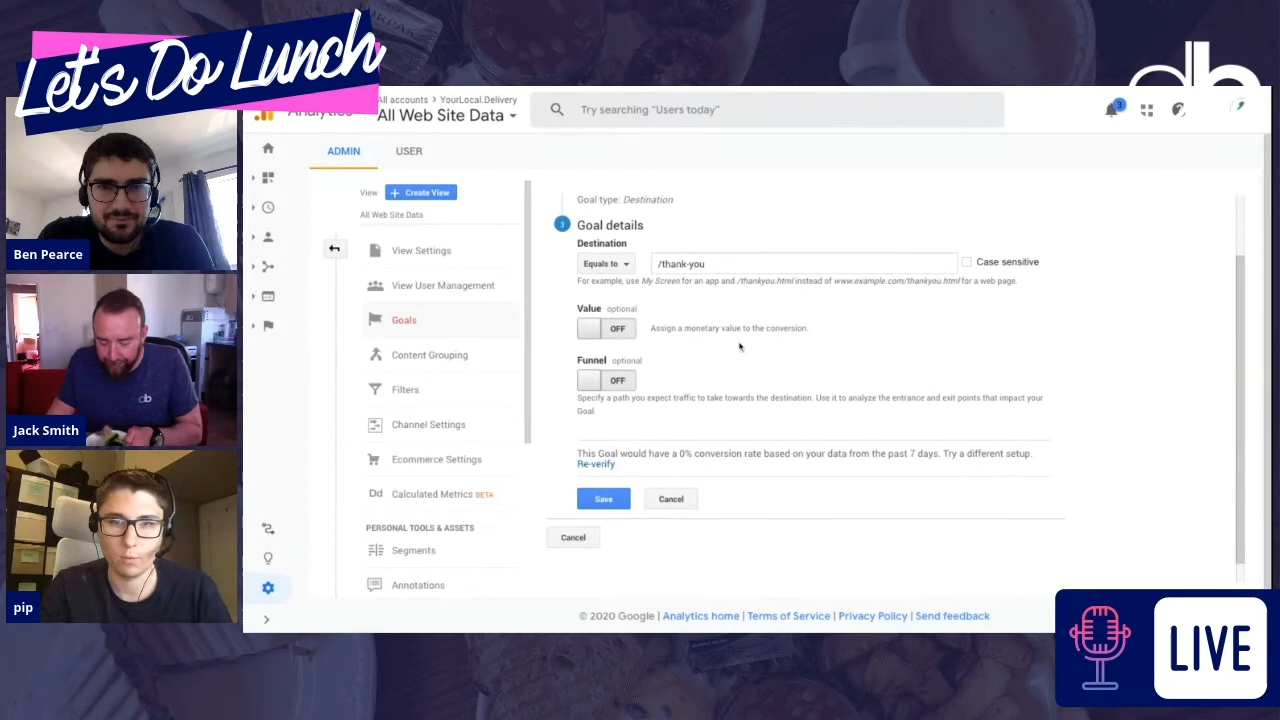 Let's Do Lunch
db
Analytics
All accounts > YourLocal.Delivery
All Web Site Data
Try searching "Users today"
3
ADMIN
USER
View
+ Create View
All Web Site Data
View Settings
View User Management
Goals
Content Grouping
Filters
Channel Settings
Ecommerce Settings
Dd Calculated Metrics BETA
PERSONAL TOOLS & ASSETS
Segments
Annotations
Goal type: Destination
3
Goal details
Destination
Equals to
/thank-you
Case sensitive
For example, use My Screen for an app and /thankyou.html instead of www.example.com/thankyou.html for a web page.
Value optional
OFF
Assign a monetary value to the conversion.
Funnel optional
OFF
Specify a path you expect traffic to take towards the destination. Use it to analyze the entrance and exit points that impact your
Goal.
This Goal would have a 0% conversion rate based on your data from the past 7 days. Try a different setup.
Re-verify
Save
Cancel
Cancel
© 2020 Google | Analytics home | Terms of Service | Privacy Policy | Send feedback
Ben Pearce
db
Jack Smith
pip
LIVE